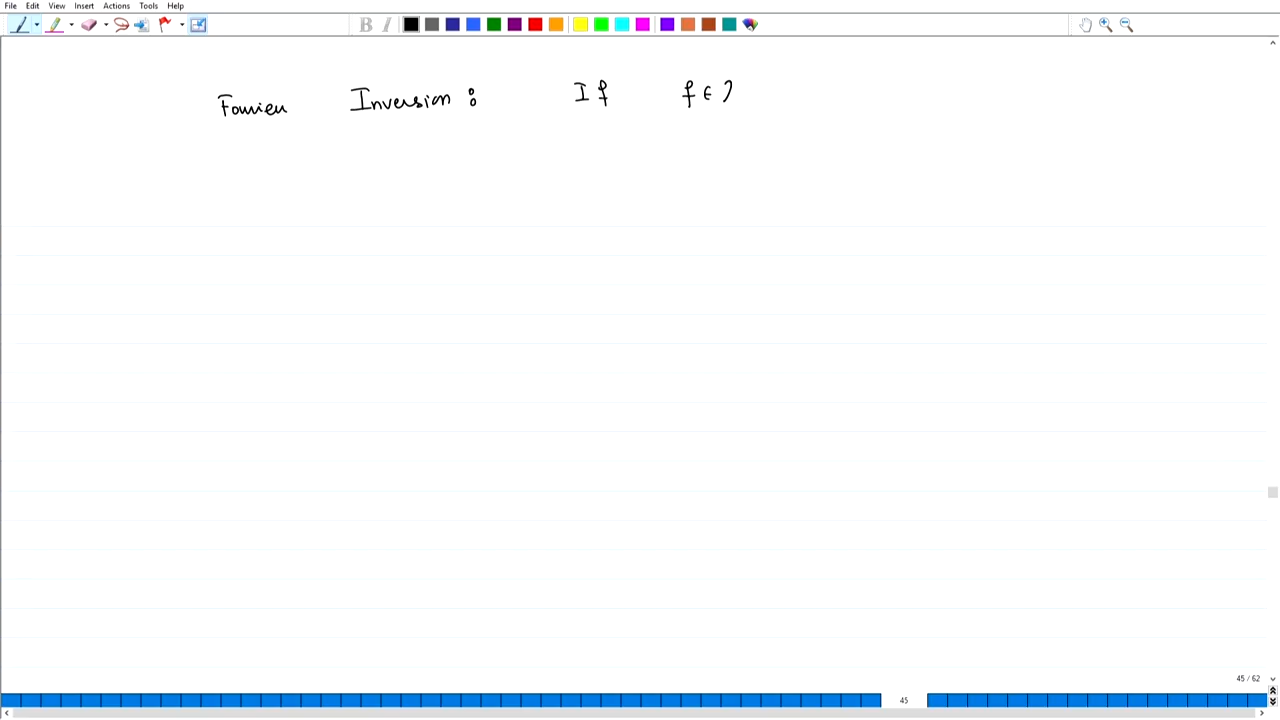 File Edit View Insert Actions Tools Help
B I
Fourier Inversion : If f ∈
45 / 62
45